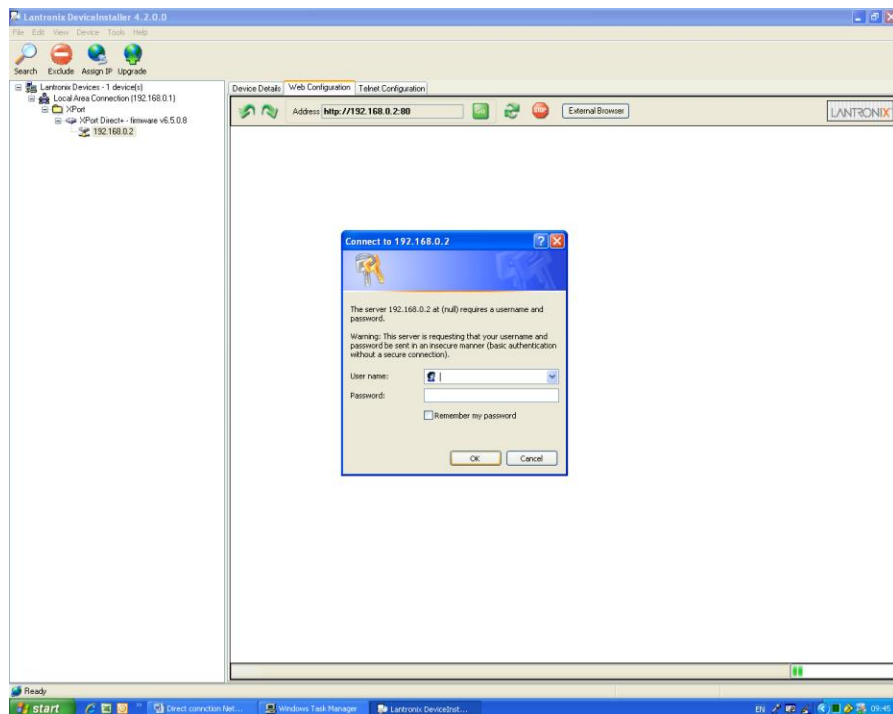 Lantronix DeviceInstaller 4.2.0.0
File Edit View Device Tools Help
Search Exclude Assign IP Upgrade
Lantronix Devices - 1 device(s)
Local Area Connection (192.168.0.1)
XPort
XPort Direct+ - firmware v6.5.0.8
192.168.0.2
Device Details Web Configuration Telnet Configuration
Address http://192.168.0.2:80
STOP
External Browser
LANTRONIX
Connect to 192.168.0.2
The server 192.168.0.2 at (null) requires a username and
password.
Warning: This server is requesting that your username and
password be sent in an insecure manner (basic authentication
without a secure connection).
User name:
Password:
Remember my password
OK Cancel
Ready
start
Direct connction Net...
Windows Task Manager
Lantronix DeviceInst...
EN
09:45